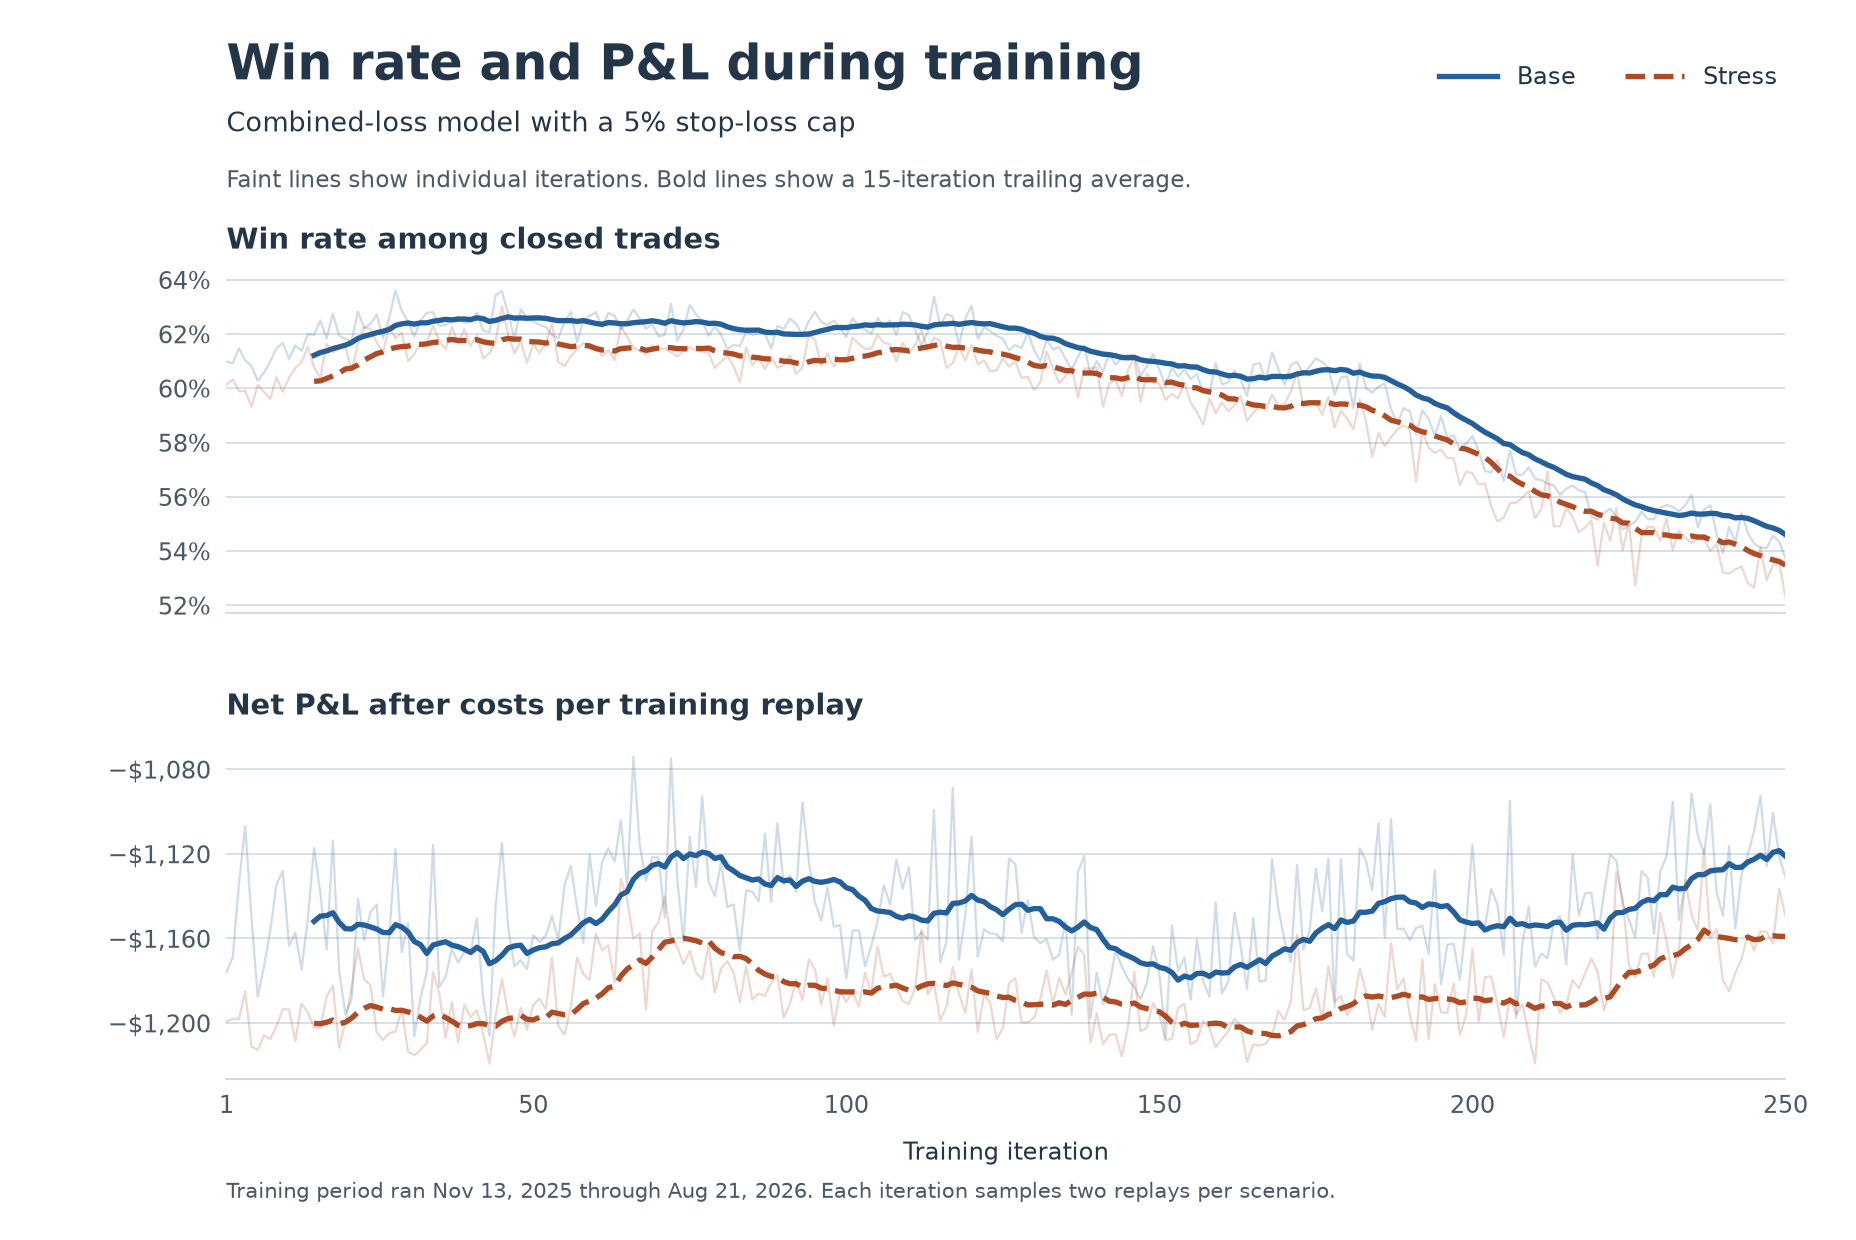 Win rate and P&L during training
Base
Stress
Combined-loss model with a 5% stop-loss cap
Faint lines show individual iterations. Bold lines show a 15-iteration trailing average.
Win rate among closed trades
64%
62%
60%
58%
56%
54%
52%
Net P&L after costs per training replay
−$1,080
−$1,120
−$1,160
−$1,200
1 50 100 150 200 250
Training iteration
Training period ran Nov 13, 2025 through Aug 21, 2026. Each iteration samples two replays per scenario.